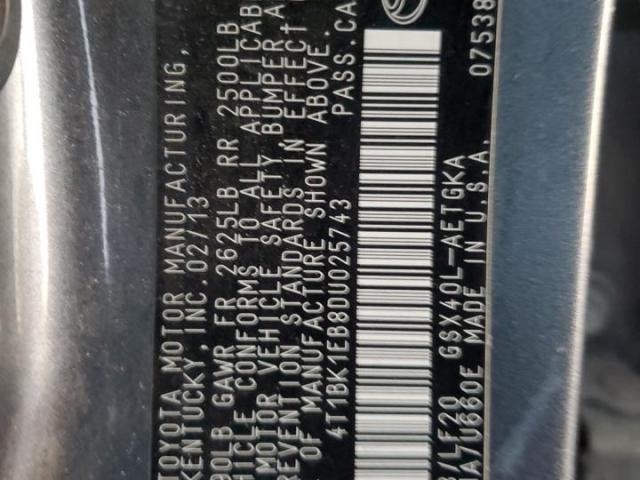 TOYOTA MOTOR MANUFACTURING,
KENTUCKY, INC. 02/13
90LB GAWR FR 2625LB RR 2500LB
HICLE CONFORMS TO ALL APPLICAB
MOTOR VEHICLE SAFETY, BUMPER, A
REVENTION STANDARDS IN EFFECT
OF MANUFACTURE SHOWN ABOVE.
4T1BK1EB8DU025743 PASS.CA
/LF20 GSX40L-AETGKA 07538
A/U660E MADE IN U.S.A.